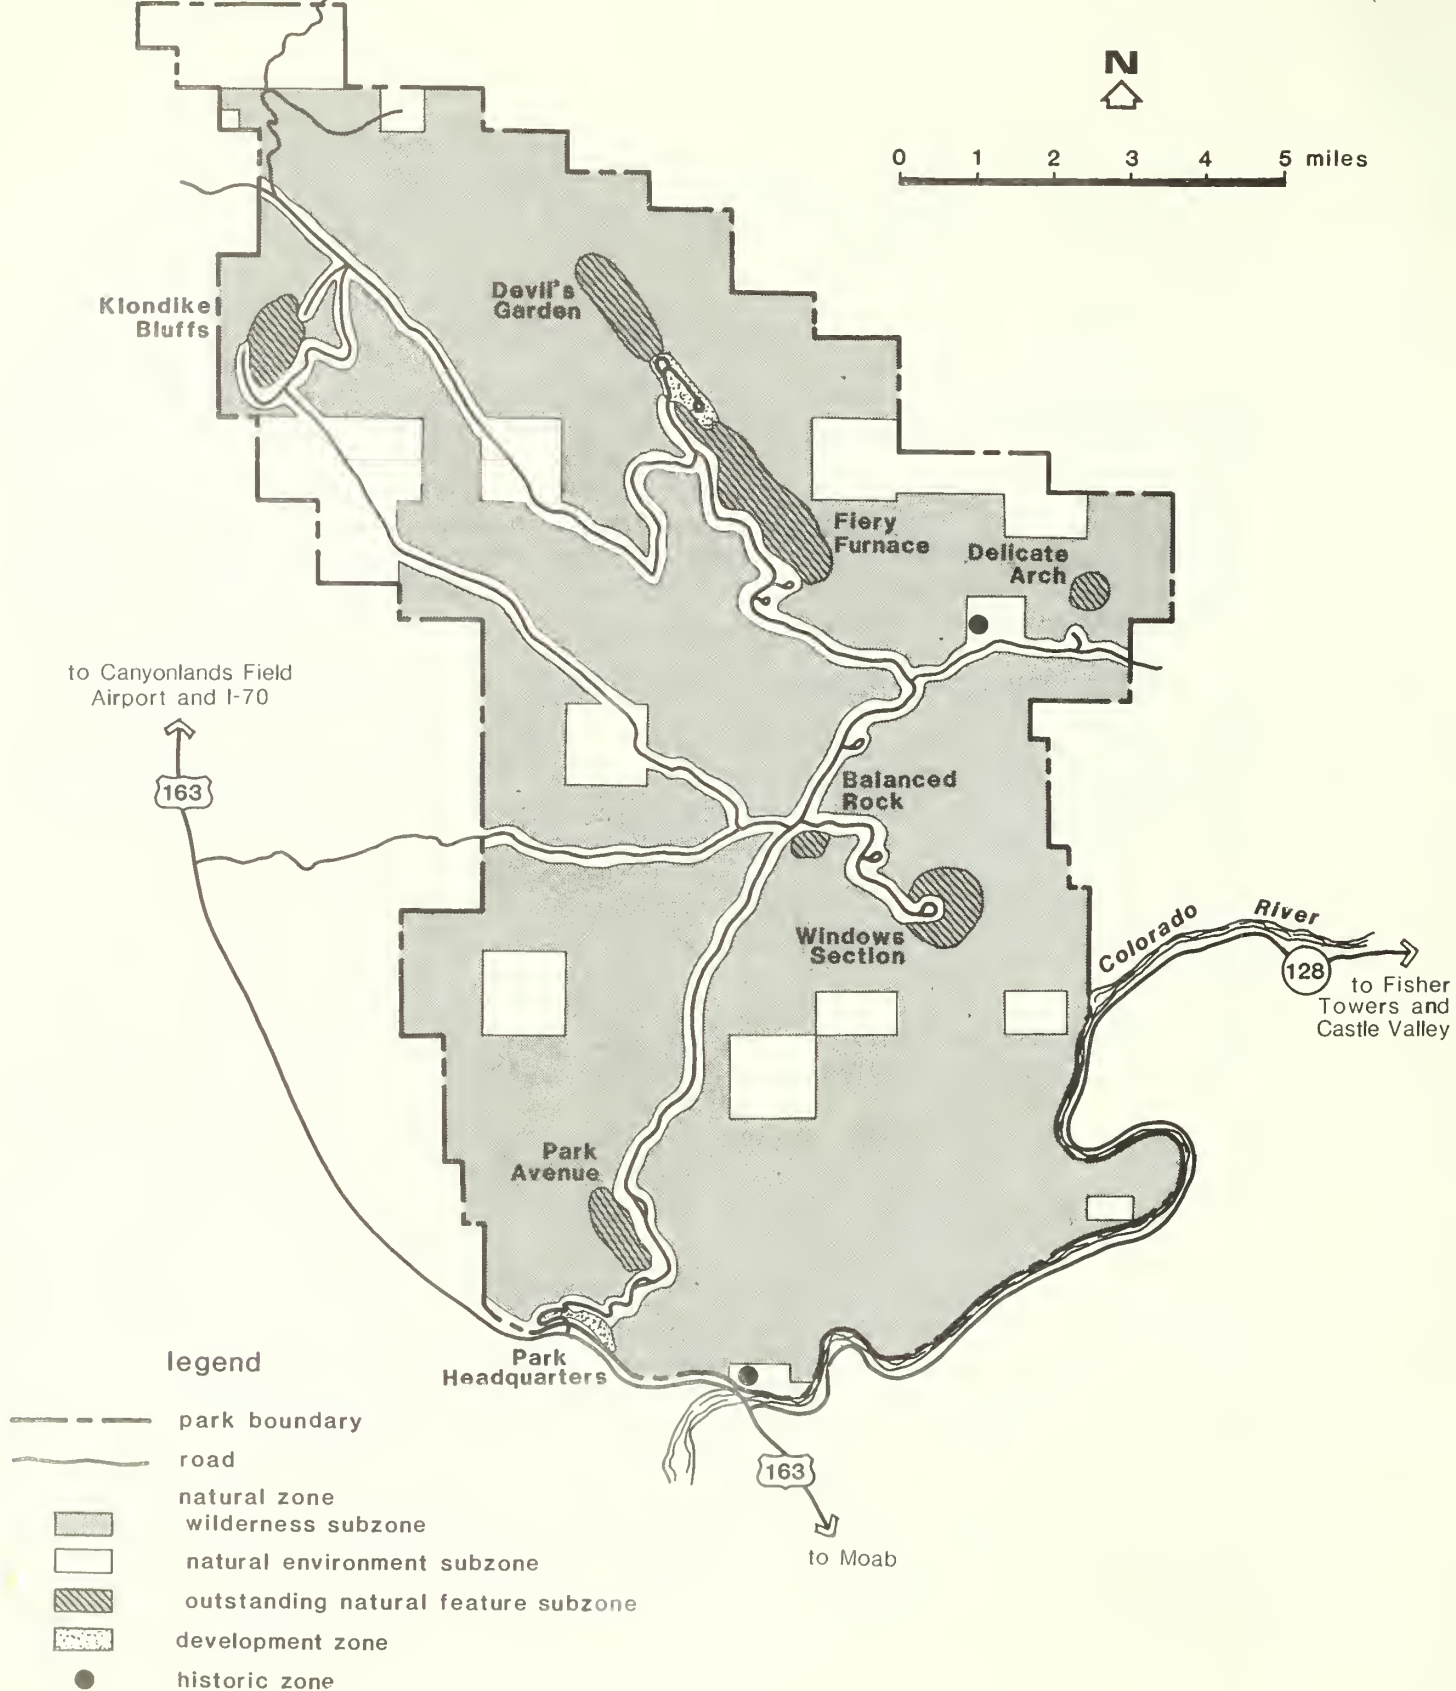 N
0 1 2 3 4 5 miles
Klondike
Bluffs
Devil's
Garden
Fiery
Furnace
Delicate
Arch
to Canyonlands Field
Airport and I-70
163
Balanced
Rock
Windows
Section
Colorado River
128
to Fisher
Towers and
Castle Valley
Park
Avenue
Park
Headquarters
163
to Moab
legend
park boundary
road
natural zone
wilderness subzone
natural environment subzone
outstanding natural feature subzone
development zone
historic zone